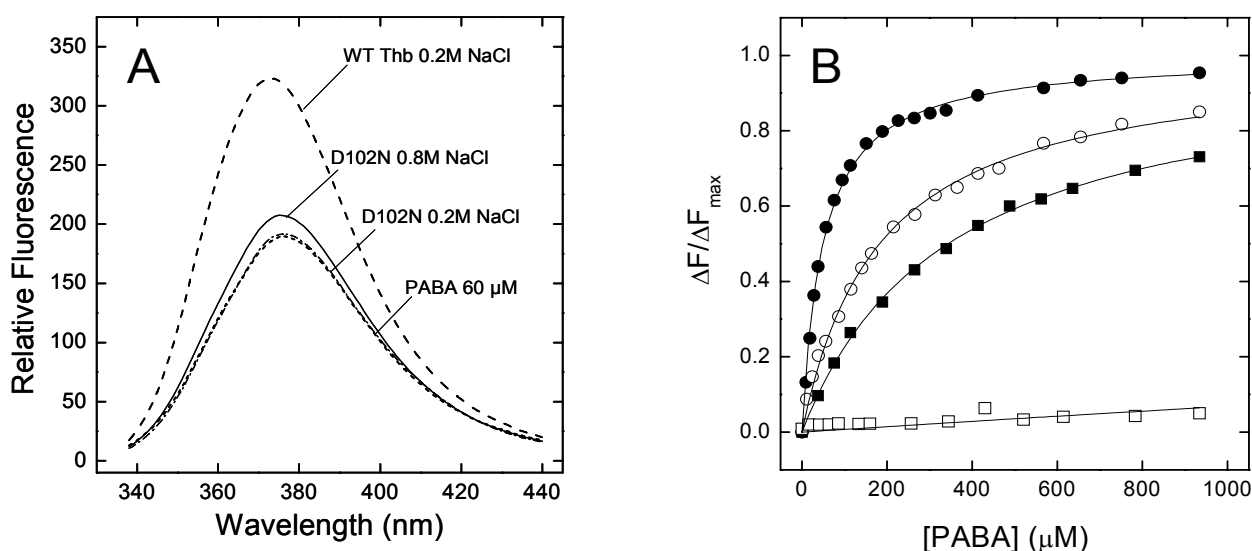 A
WT Thb 0.2M NaCl
D102N 0.8M NaCl
D102N 0.2M NaCl
PABA 60 μM
Relative Fluorescence
350
300
250
200
150
100
50
0
340 360 380 400 420 440
Wavelength (nm)
B
ΔF/ΔFmax
1.0
0.8
0.6
0.4
0.2
0.0
0 200 400 600 800 1000
[PABA] (μM)